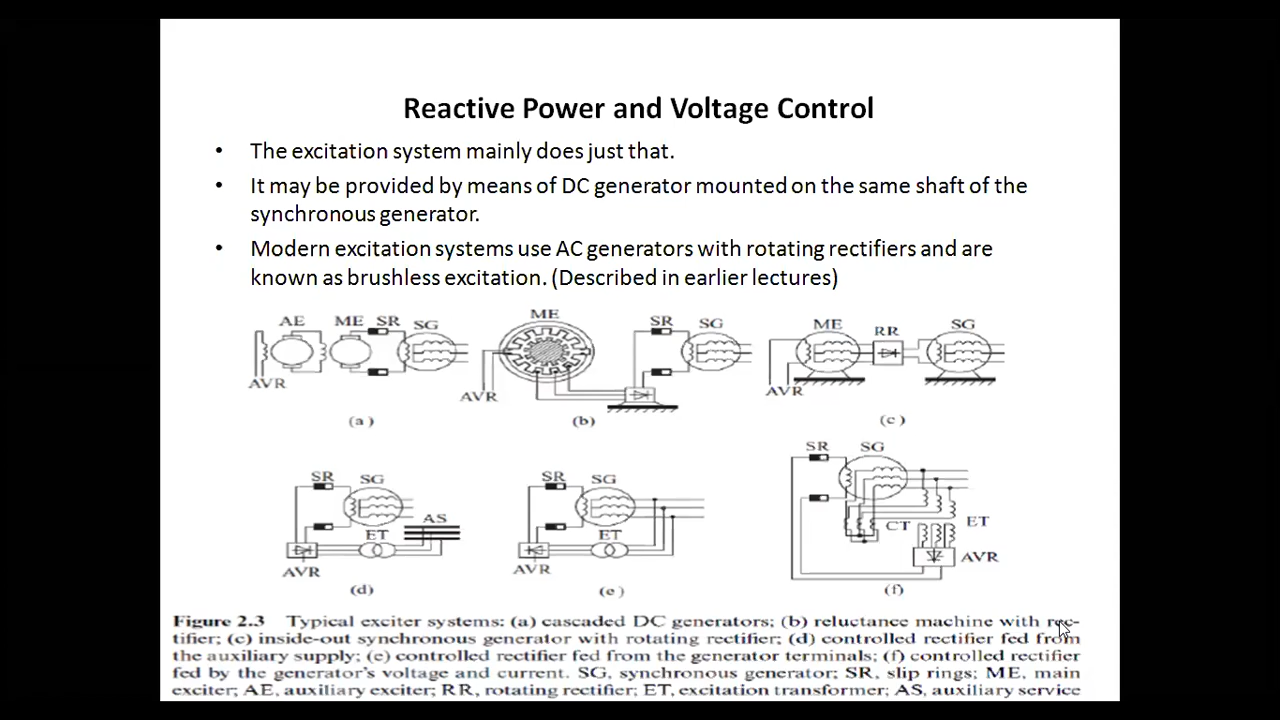 Reactive Power and Voltage Control
• The excitation system mainly does just that.
• It may be provided by means of DC generator mounted on the same shaft of the
synchronous generator.
• Modern excitation systems use AC generators with rotating rectifiers and are
known as brushless excitation. (Described in earlier lectures)
AE ME SR SG
AVR
(a)
ME SR SG
AVR
(b)
ME RR SG
AVR
(c)
SR SG
AS
ET
AVR
(d)
SR SG
ET
AVR
(e)
SR SG
CT ET
AVR
(f)
Figure 2.3 Typical exciter systems: (a) cascaded DC generators; (b) reluctance machine with rec-
tifier; (c) inside-out synchronous generator with rotating rectifier; (d) controlled rectifier fed from
the auxiliary supply; (e) controlled rectifier fed from the generator terminals; (f) controlled rectifier
fed by the generator's voltage and current. SG, synchronous generator; SR, slip rings; ME, main
exciter; AE, auxiliary exciter; RR, rotating rectifier; ET, excitation transformer; AS, auxiliary service